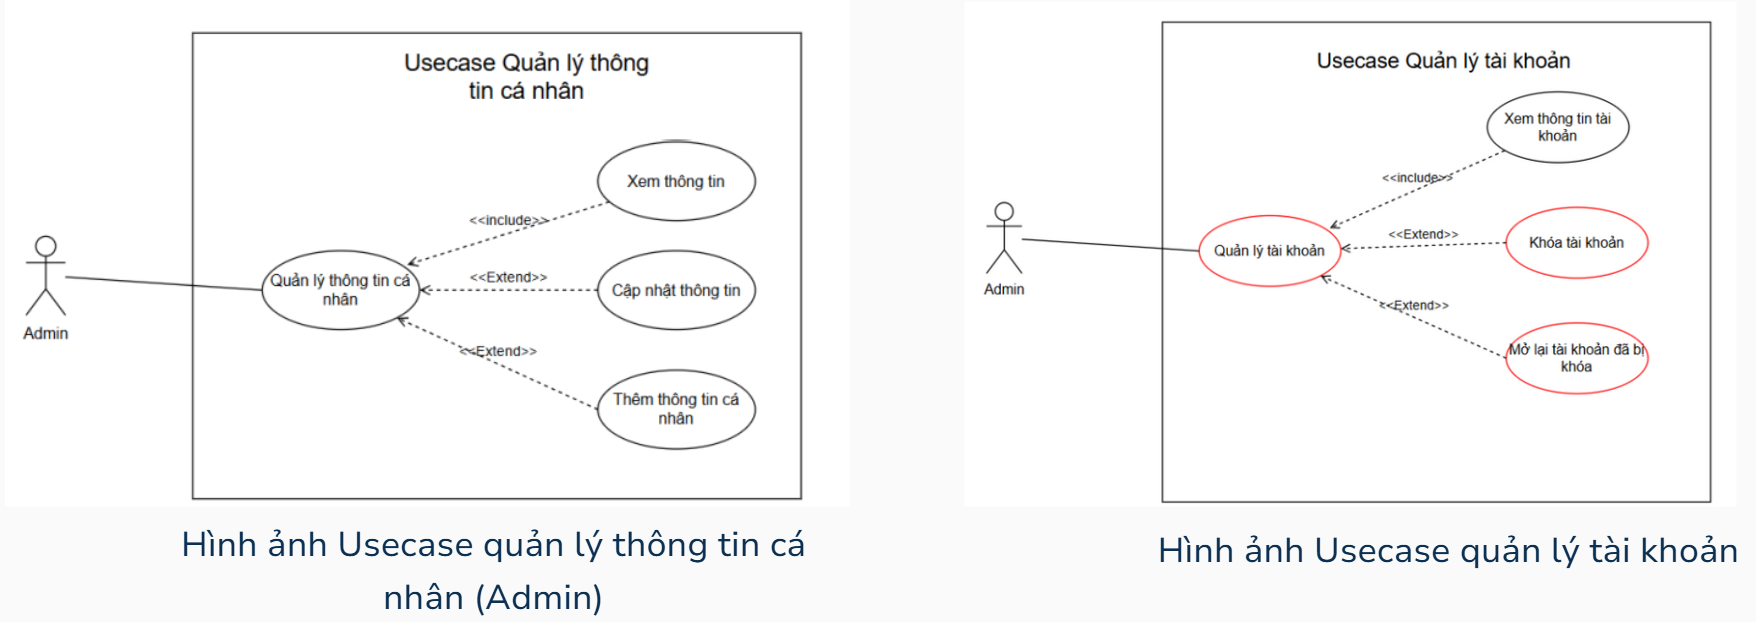 Usecase Quản lý thông
tin cá nhân
Xem thông tin
<<include>>
Quản lý thông tin cá
nhân
<<Extend>>
Cập nhật thông tin
<<Extend>>
Thêm thông tin cá
nhân
Admin
Hình ảnh Usecase quản lý thông tin cá
nhân (Admin)
Usecase Quản lý tài khoản
Xem thông tin tài
khoản
<<include>>
Quản lý tài khoản
<<Extend>>
Khóa tài khoản
<<Extend>>
Mở lại tài khoản đã bị
khóa
Admin
Hình ảnh Usecase quản lý tài khoản